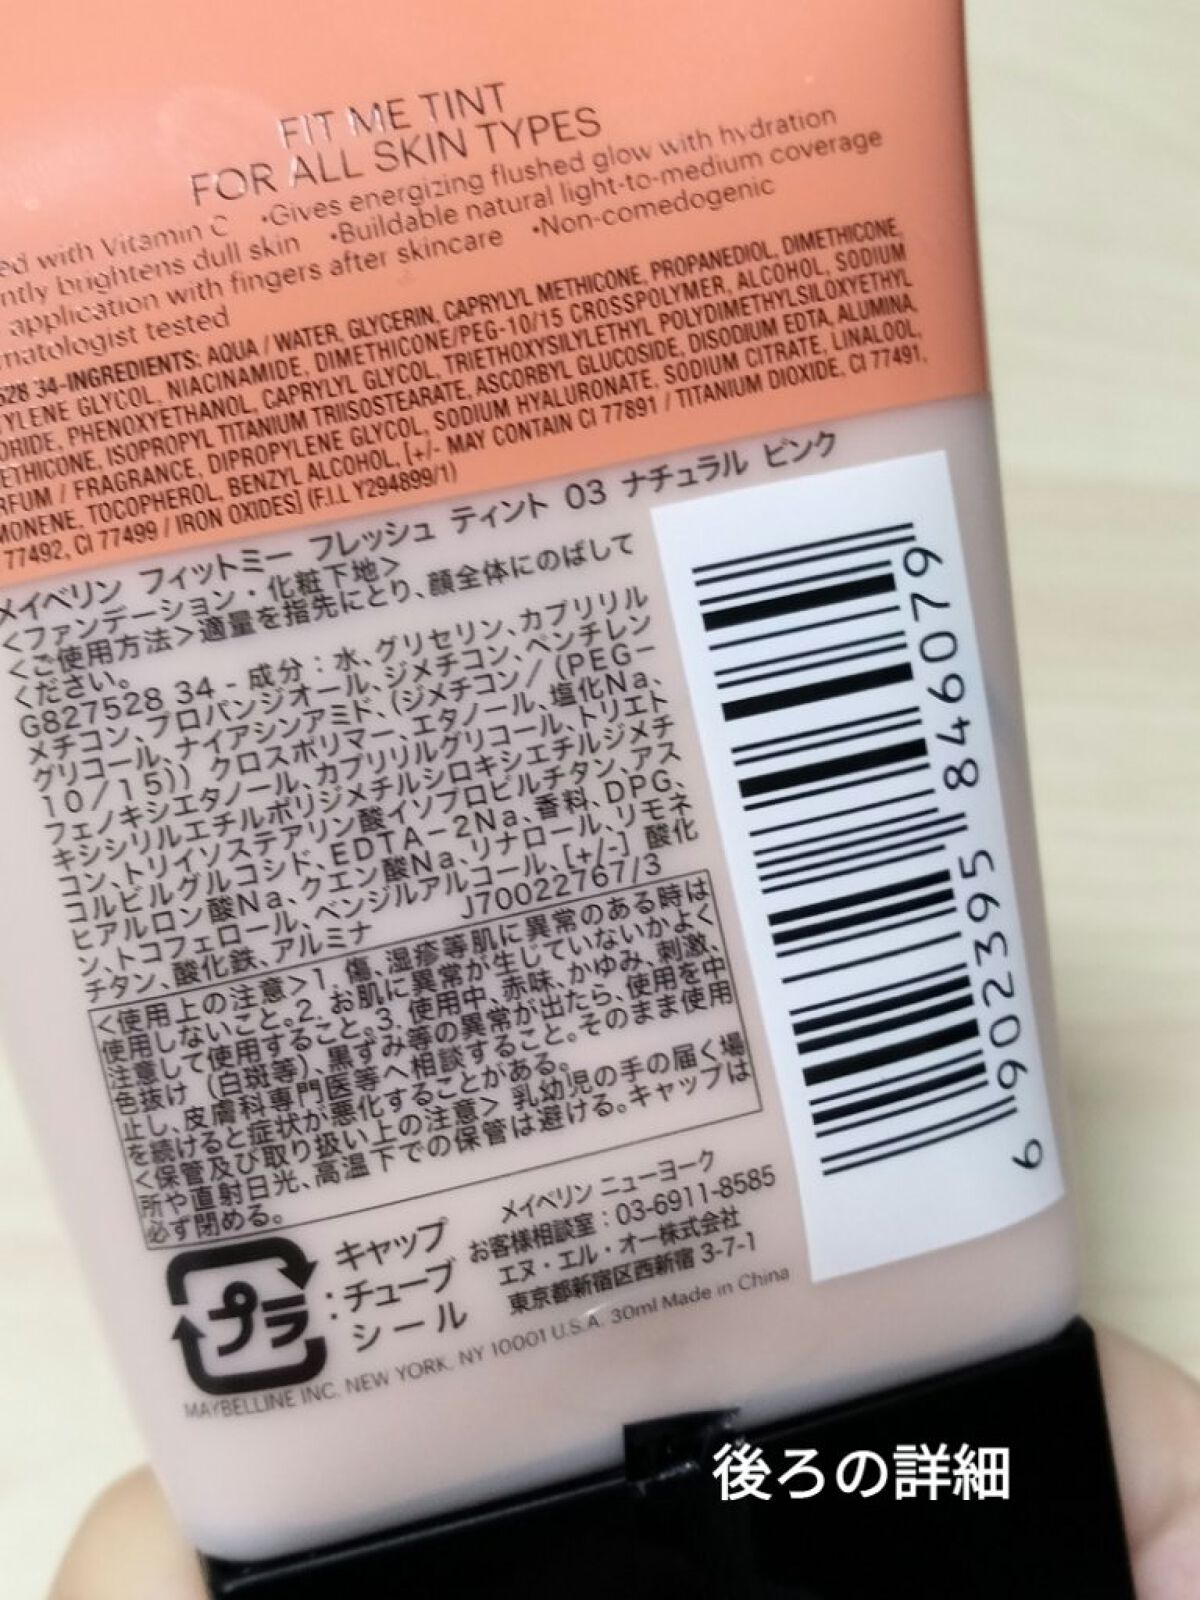 FIT ME TINT
FOR ALL SKIN TYPES
ed with Vitamin C •Gives energizing flushed glow with hydration
ntly brightens dull skin •Buildable natural light-to-medium coverage
application with fingers after skincare •Non-comedogenic
matologist tested
528 34-INGREDIENTS: AQUA / WATER, GLYCERIN, CAPRYLYL METHICONE, PROPANEDIOL, DIMETHICONE,
TYLENE GLYCOL, NIACINAMIDE, DIMETHICONE/PEG-10/15 CROSSPOLYMER, ALCOHOL, SODIUM
ORIDE, PHENOXYETHANOL, CAPRYLYL GLYCOL, TRIETHOXYSILYLETHYL POLYDIMETHYLSILOXYETHYL
ETHICONE, ISOPROPYL TITANIUM TRIISOSTEARATE, ASCORBYL GLUCOSIDE, DISODIUM EDTA, ALUMINA,
RFUM / FRAGRANCE, DIPROPYLENE GLYCOL, SODIUM HYALURONATE, SODIUM CITRATE, LINALOOL,
MONENE, TOCOPHEROL, BENZYL ALCOHOL, [+/- MAY CONTAIN CI 77891 / TITANIUM DIOXIDE, CI 77491,
77492, CI 77499 / IRON OXIDES] (F.I.L Y294899/1)
メイベリン フィットミー フレッシュ ティント 03 ナチュラル ピンク
<ファンデーション・化粧下地>
<ご使用方法>適量を指先にとり、顔全体にのばして
ください。
G827528 34 - 成分：水、グリセリン、カプリリル
メチコン、プロパンジオール、ジメチコン、ペンチレン
グリコール、ナイアシンアミド、(ジメチコン/(PEG-
10/15)) クロスポリマー、エタノール、塩化Na、
フェノキシエタノール、カプリリルグリコール、トリエト
キシシリルエチルポリジメチルシロキシエチルジメチ
コン、トリイソステアリン酸イソプロピルチタン、アス
コルビルグルコシド、EDTA-2Na、香料、DPG、
ヒアルロン酸Na、クエン酸Na、リナロール、リモネ
ン、トコフェロール、ベンジルアルコール、[+/-] 酸化
チタン、酸化鉄、アルミナ J70022767/3
<使用上の注意>1. 傷、湿疹等肌に異常のある時は
使用しないこと。2. お肌に異常が生じていないかよく
注意して使用すること。3. 使用中、赤味、かゆみ、刺激、
色抜け（白斑等）、黒ずみ等の異常が出たら、使用を中
止し、皮膚科専門医等へ相談すること。そのまま使用
を続けると症状が悪化することがある。
<保管及び取り扱い上の注意> 乳幼児の手の届く場
所や直射日光、高温下での保管は避ける。キャップは
必ず閉める。
プラ
：キャップ
チューブ
シール
メイベリン ニューヨーク
お客様相談室：03-6911-8585
エヌ・エル・オー株式会社
東京都新宿区西新宿 3-7-1
MAYBELLINE INC. NEW YORK, NY 10001 U.S.A. 30ml Made in China
6 902395 846079
後ろの詳細